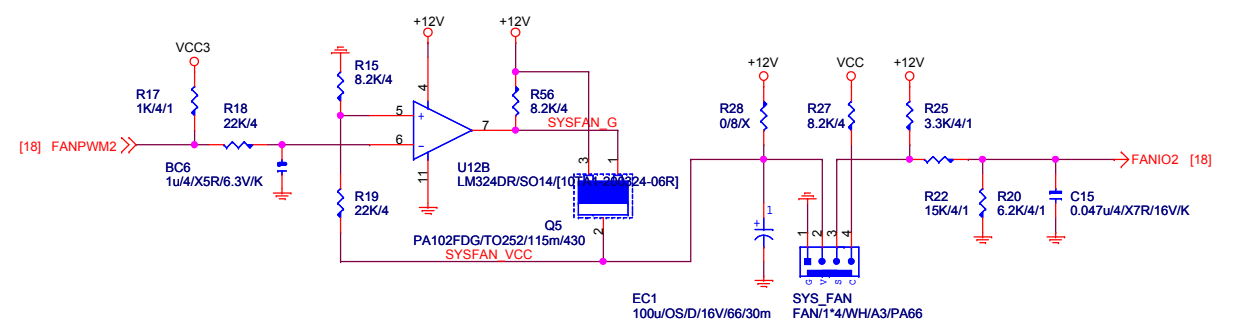 +12V
+12V
VCC3
R15
8.2K/4
4
R56
8.2K/4
+12V
VCC
+12V
R17
1K/4/1
R18
22K/4
5
+
6
−
7
SYSFAN_G
R28
0/8/X
R27
8.2K/4
R25
3.3K/4/1
[18] FANPWM2
BC6
1u/4/X5R/6.3V/K
11
U12B
LM324DR/SO14/[10TA1-200324-06R]
3
1
FANIO2 [18]
R19
22K/4
R22
15K/4/1
R20
6.2K/4/1
C15
0.047u/4/X7R/16V/K
Q5
PA102FDG/TO252/115m/430
2
SYSFAN_VCC
+
1
1
2
3
4
G
V
S
C
EC1
100u/OS/D/16V/66/30m
SYS_FAN
FAN/1*4/WH/A3/PA66